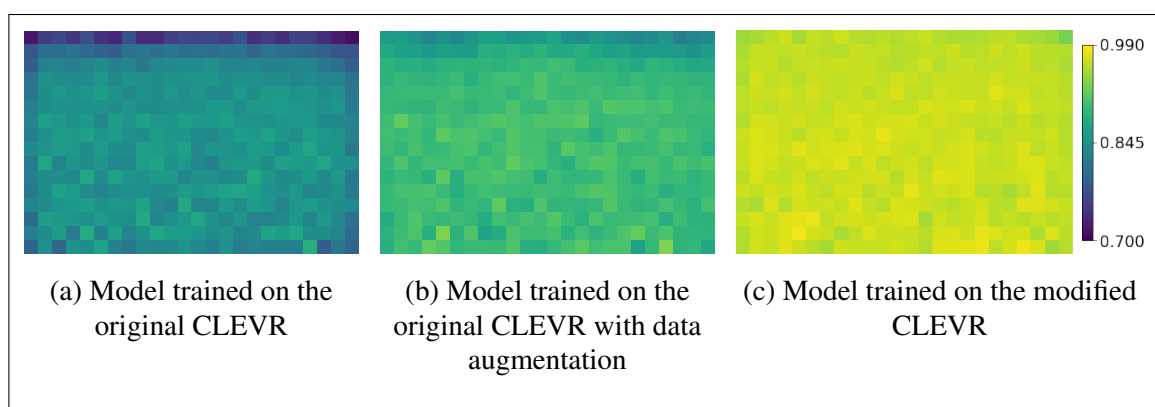 0.990
0.845
0.700
(a) Model trained on the
original CLEVR
(b) Model trained on the
original CLEVR with data
augmentation
(c) Model trained on the modified
CLEVR